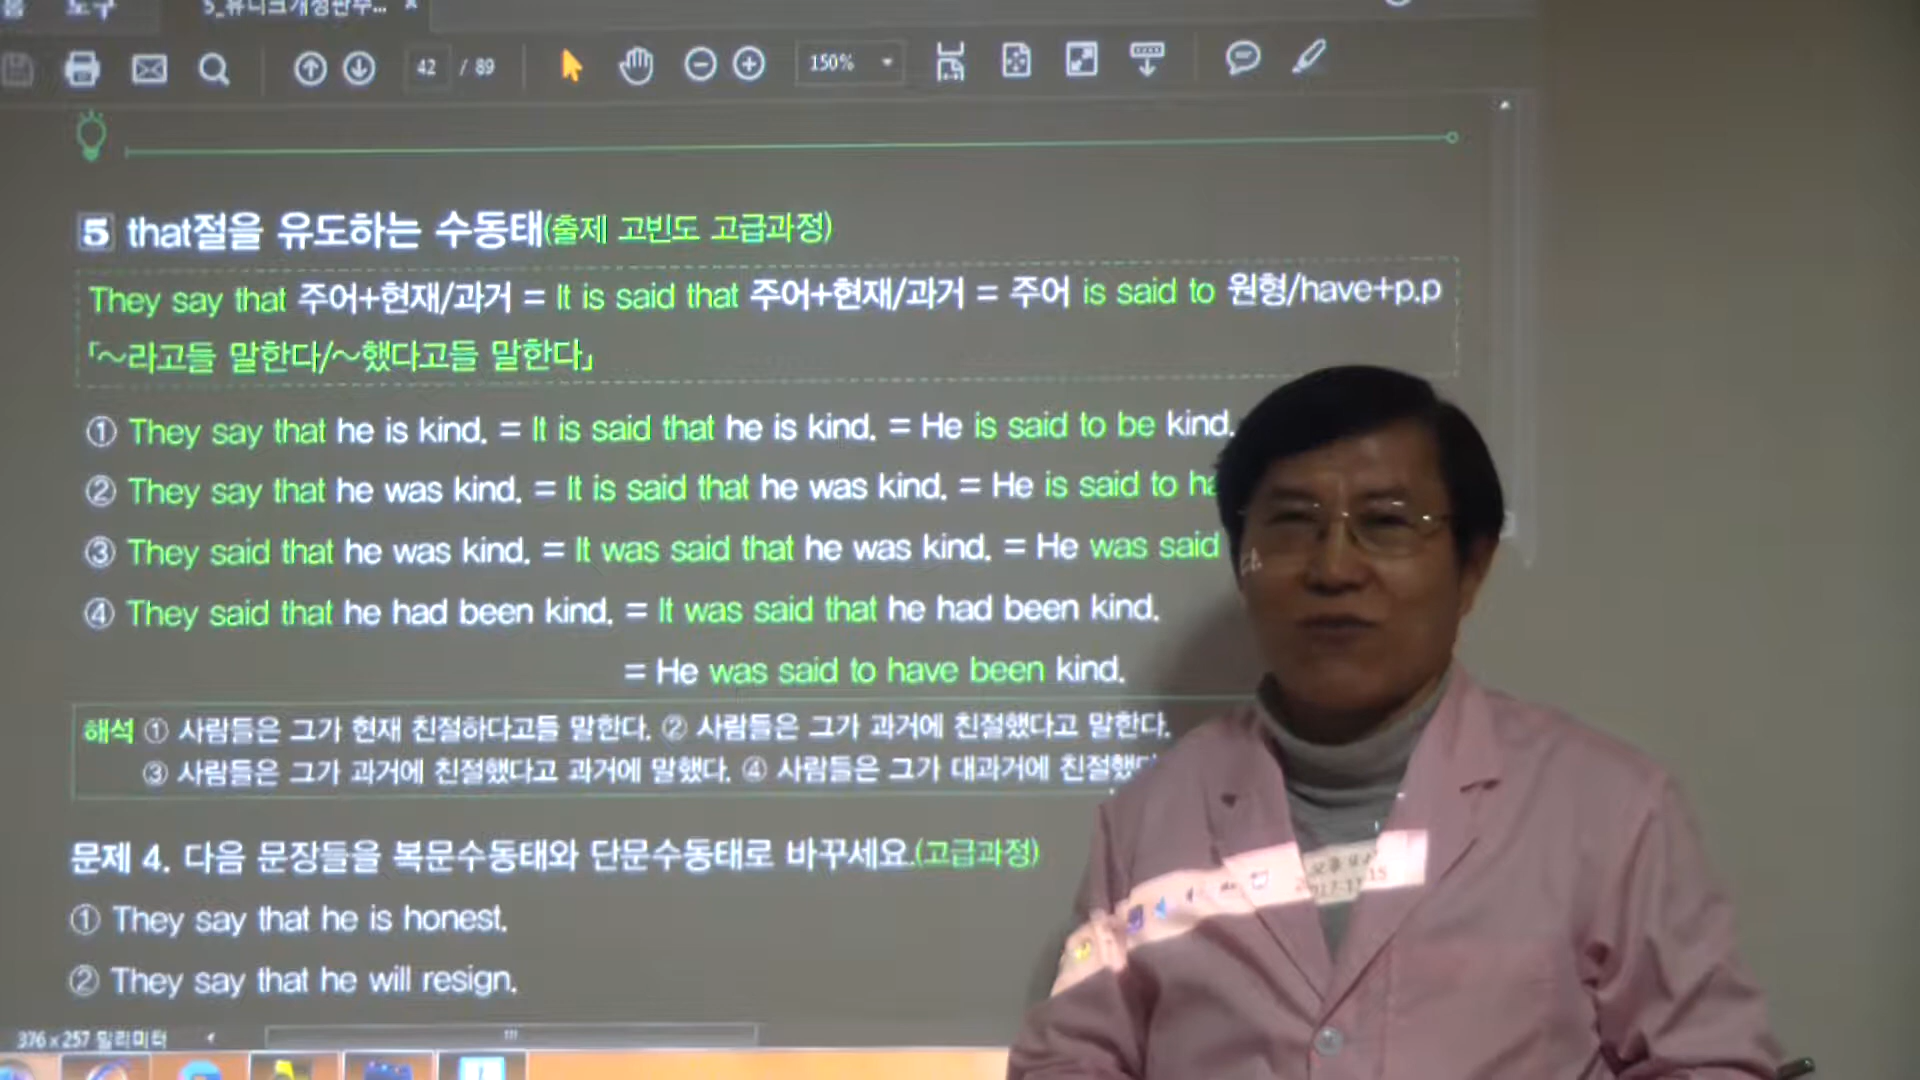 도구
42 / 89
150%
5 that절을 유도하는 수동태(출제 고빈도 고급과정)
They say that 주어+현재/과거 = It is said that 주어+현재/과거 = 주어 is said to 원형/have+p.p
「~라고들 말한다/~했다고들 말한다」
① They say that he is kind. = It is said that he is kind. = He is said to be kind.
② They say that he was kind. = It is said that he was kind. = He is said to
③ They said that he was kind. = It was said that he was kind. = He was said
④ They said that he had been kind. = It was said that he had been kind.
= He was said to have been kind.
해석 ① 사람들은 그가 현재 친절하다고들 말한다. ② 사람들은 그가 과거에 친절했다고 말한다.
③ 사람들은 그가 과거에 친절했다고 과거에 말했다. ④ 사람들은 그가 대과거에
문제 4. 다음 문장들을 복문수동태와 단문수동태로 바꾸세요.(고급과정)
① They say that he is honest.
② They say that he will resign.
376 x 257 밀리미터